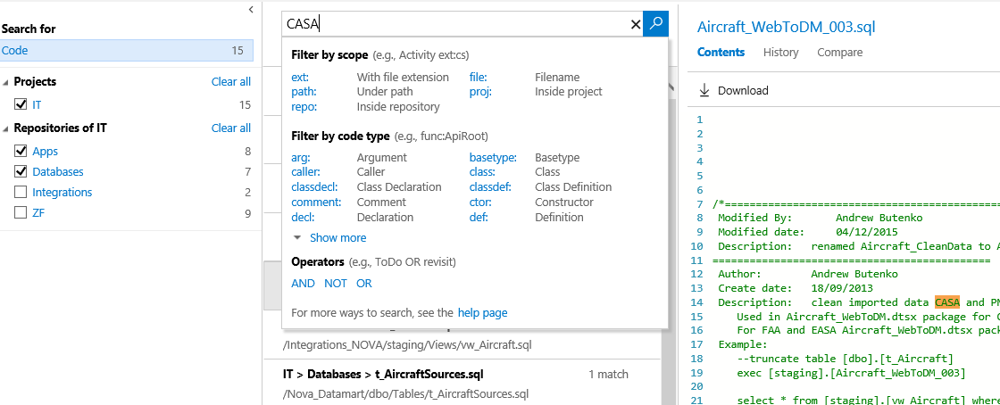 Search for
Code 15
Projects Clear all
IT 15
Repositories of IT Clear all
Apps 8
Databases 7
Integrations 2
ZF 9
CASA
Filter by scope (e.g., Activity ext:cs)
ext: With file extension file: Filename
path: Under path proj: Inside project
repo: Inside repository
Filter by code type (e.g., func:ApiRoot)
arg: Argument basetype: Basetype
caller: Caller class: Class
classdecl: Class Declaration classdef: Class Definition
comment: Comment ctor: Constructor
decl: Declaration def: Definition
Show more
Operators (e.g., ToDo OR revisit)
AND NOT OR
For more ways to search, see the help page
/Integrations_NOVA/staging/Views/vw_Aircraft.sql
IT > Databases > t_AircraftSources.sql 1 match
/Nova_Datamart/dbo/Tables/t_AircraftSources.sql
Aircraft_WebToDM_003.sql
Contents History Compare
Download
1
2
3
4
5
6
7 /*=============================================
8 Modified By: Andrew Butenko
9 Modified date: 04/12/2015
10 Description: renamed Aircraft_CleanData to A
11 =============================================
12 Author: Andrew Butenko
13 Create date: 18/09/2013
14 Description: clean imported data CASA and
15 Used in Aircraft_WebToDM.dtsx package for
16 For FAA and EASA Aircraft_WebToDM.dtsx pack
17 Example:
18 --truncate table [dbo].[t_Aircraft]
19 exec [staging].[Aircraft_WebToDM_003]
20
21 select * from [staging].[vw_Aircraft] where